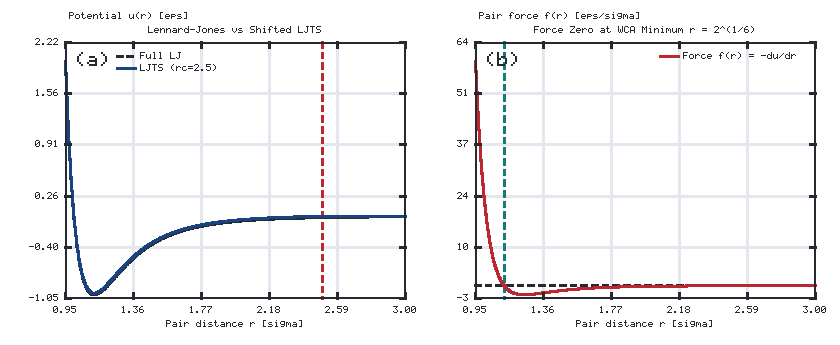 Potential u(r) [eps]
Lennard-Jones vs Shifted LJTS
2.22
1.56
0.91
0.26
-0.40
-1.05
(a)
Full LJ
LJTS (rc=2.5)
0.95
1.36
1.77
2.18
2.59
3.00
Pair distance r [sigma]
Pair force f(r) [eps/sigma]
Force Zero at WCA Minimum r = 2^(1/6)
64
51
37
24
10
-3
(b)
Force f(r) = -du/dr
0.95
1.36
1.77
2.18
2.59
3.00
Pair distance r [sigma]